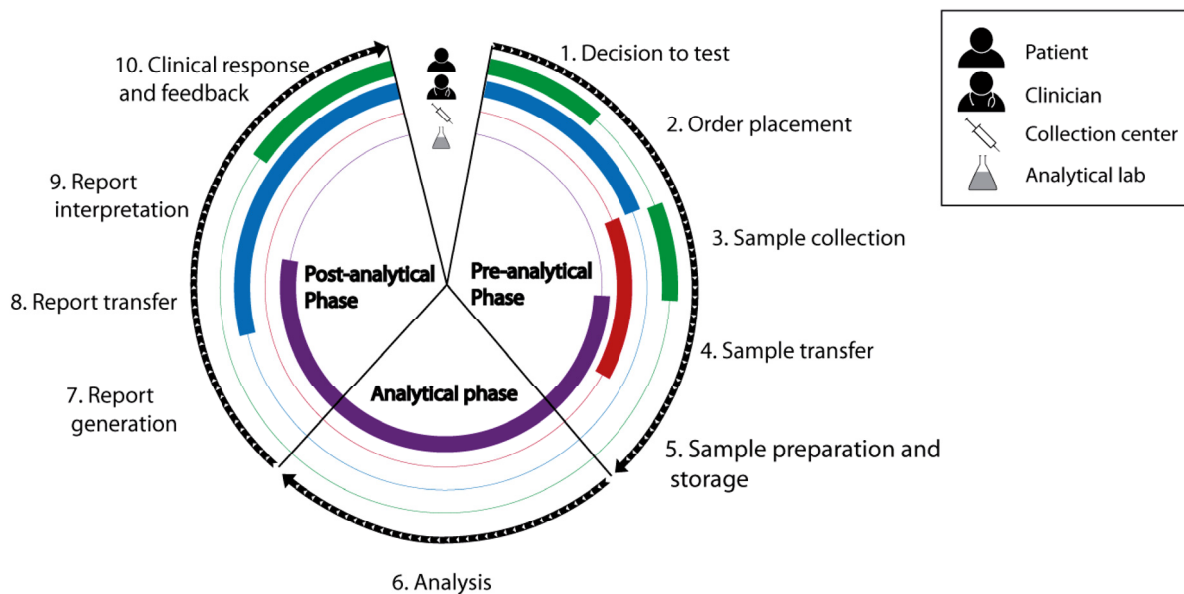 1. Decision to test
2. Order placement
3. Sample collection
4. Sample transfer
5. Sample preparation and
storage
6. Analysis
7. Report
generation
8. Report transfer
9. Report
interpretation
10. Clinical response
and feedback
Post-analytical
Phase
Pre-analytical
Phase
Analytical phase
Patient
Clinician
Collection center
Analytical lab